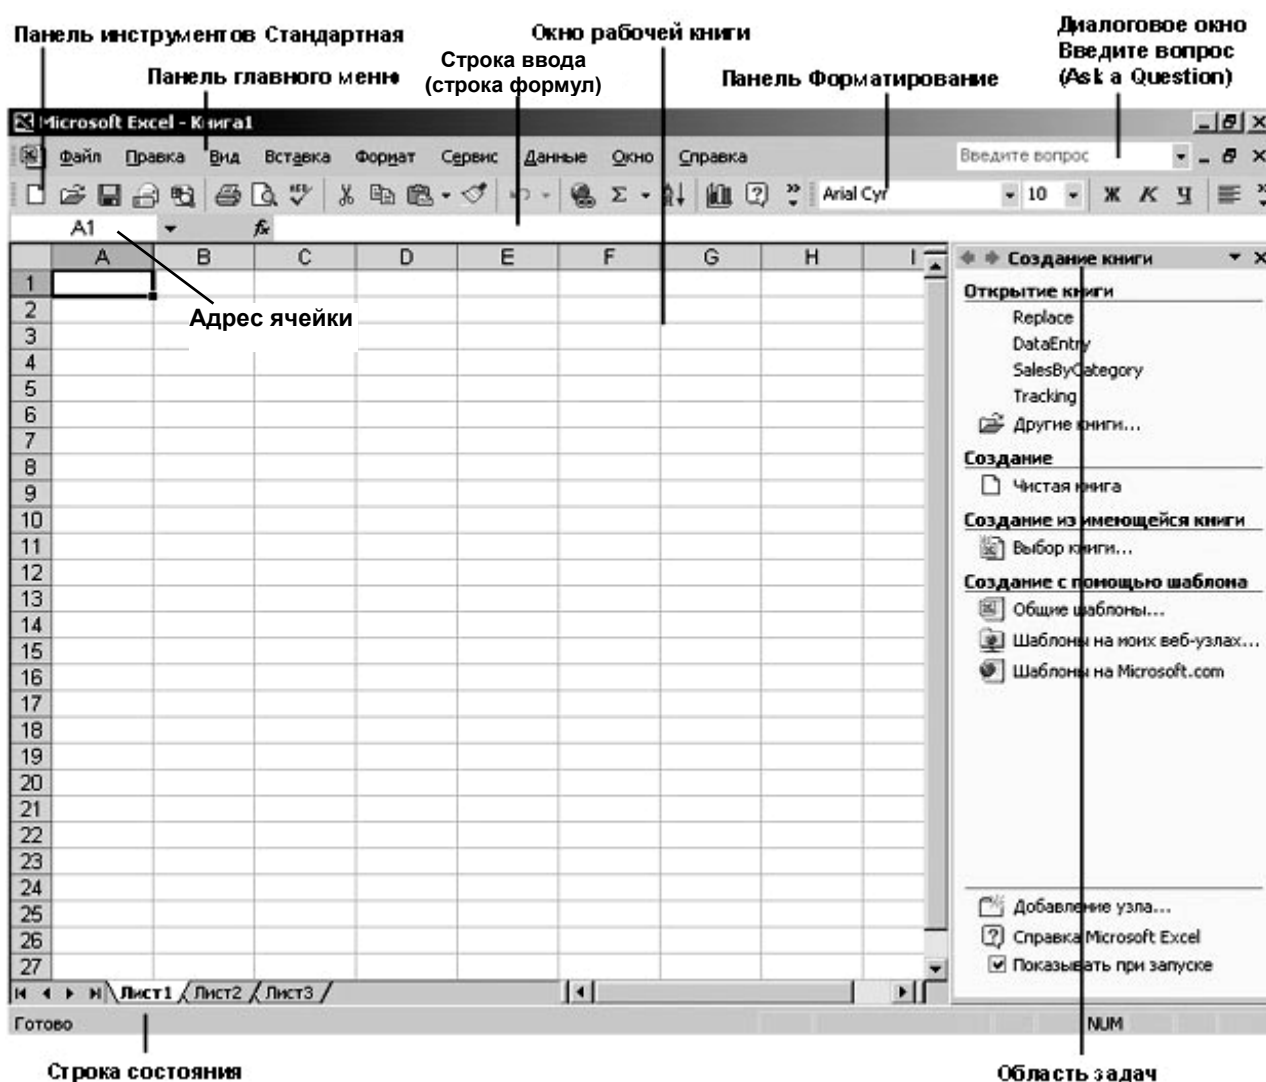 Панель инструментов Стандартная
Окно рабочей книги
Диалоговое окно
Введите вопрос
(Ask a Question)
Панель главного меню
Строка ввода
(строка формул)
Панель Форматирование
Microsoft Excel - Книга1
Файл Правка Вид Вставка Формат Сервис Данные Окно Справка
Введите вопрос
Arial Cyr 10 Ж К Ч
A1 fx
A B C D E F G H I
Создание книги
1
2
3
4
5
6
7
8
9
10
11
12
13
14
15
16
17
18
19
20
21
22
23
24
25
26
27
Адрес ячейки
Открытие книги
Replace
DataEntry
SalesByCategory
Tracking
Другие книги...
Создание
Чистая книга
Создание из имеющейся книги
Выбор книги...
Создание с помощью шаблона
Общие шаблоны...
Шаблоны на моих веб-узлах...
Шаблоны на Microsoft.com
Добавление узла...
Справка Microsoft Excel
Показывать при запуске
Лист1 Лист2 Лист3
Готово
NUM
Строка состояния
Область задач